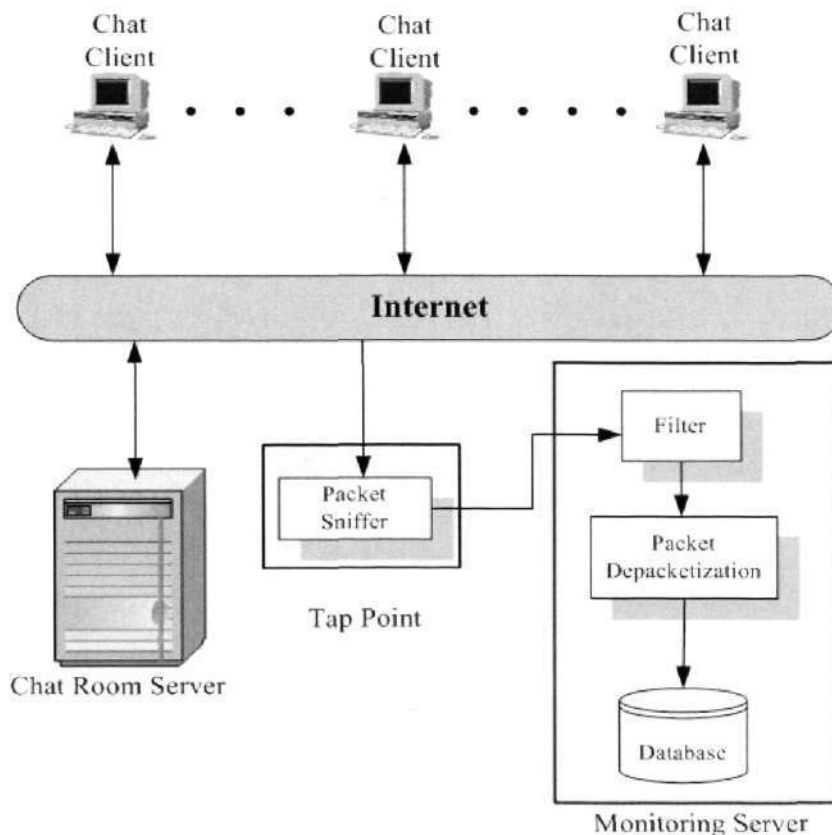 Chat
Client
Chat
Client
Chat
Client
Internet
Filter
Packet
Sniffer
Packet
Depacketization
Tap Point
Chat Room Server
Database
Monitoring Server